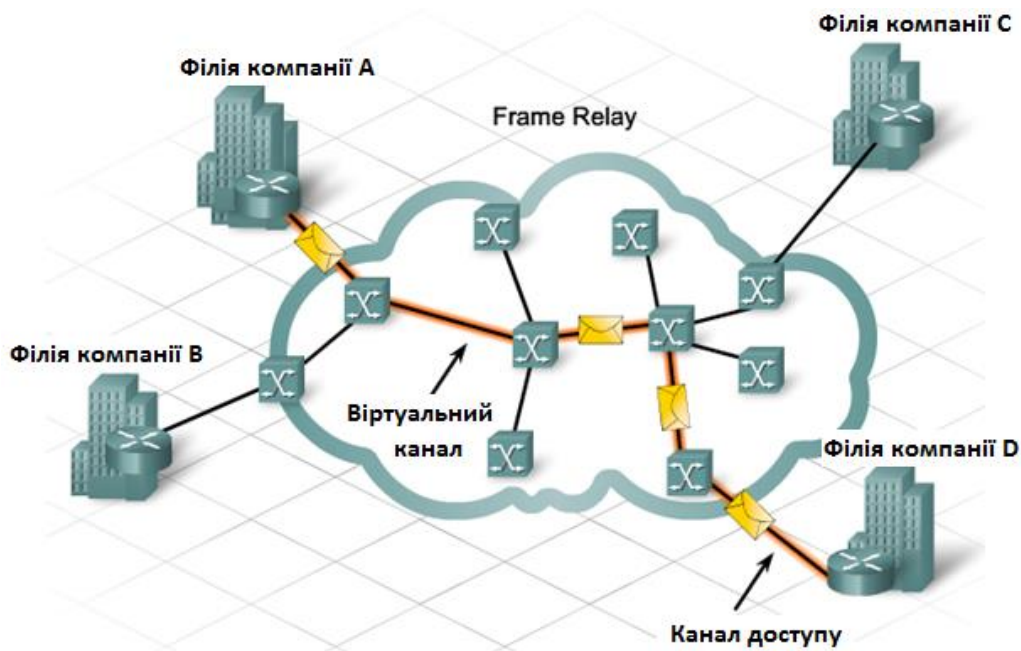 Філія компанії C
Філія компанії A
Frame Relay
Філія компанії B
Віртуальний
канал
Філія компанії D
Канал доступу